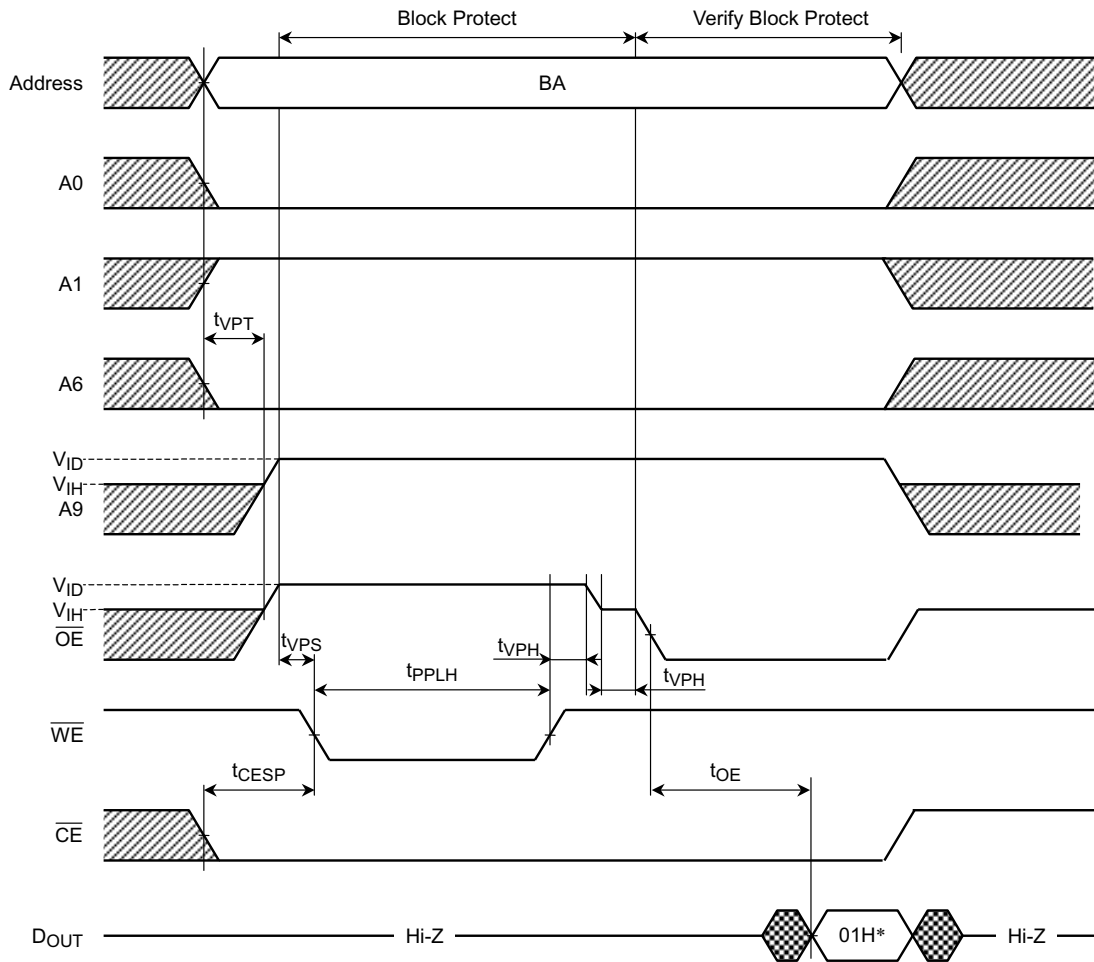 Block Protect Verify Block Protect
Address BA
A0
A1
tVPT
A6
VID
VIH
A9
VID
VIH
OE
tVPS tVPH
tPPLH tVPH
WE
tCESP tOE
CE
DOUT Hi-Z 01H* Hi-Z